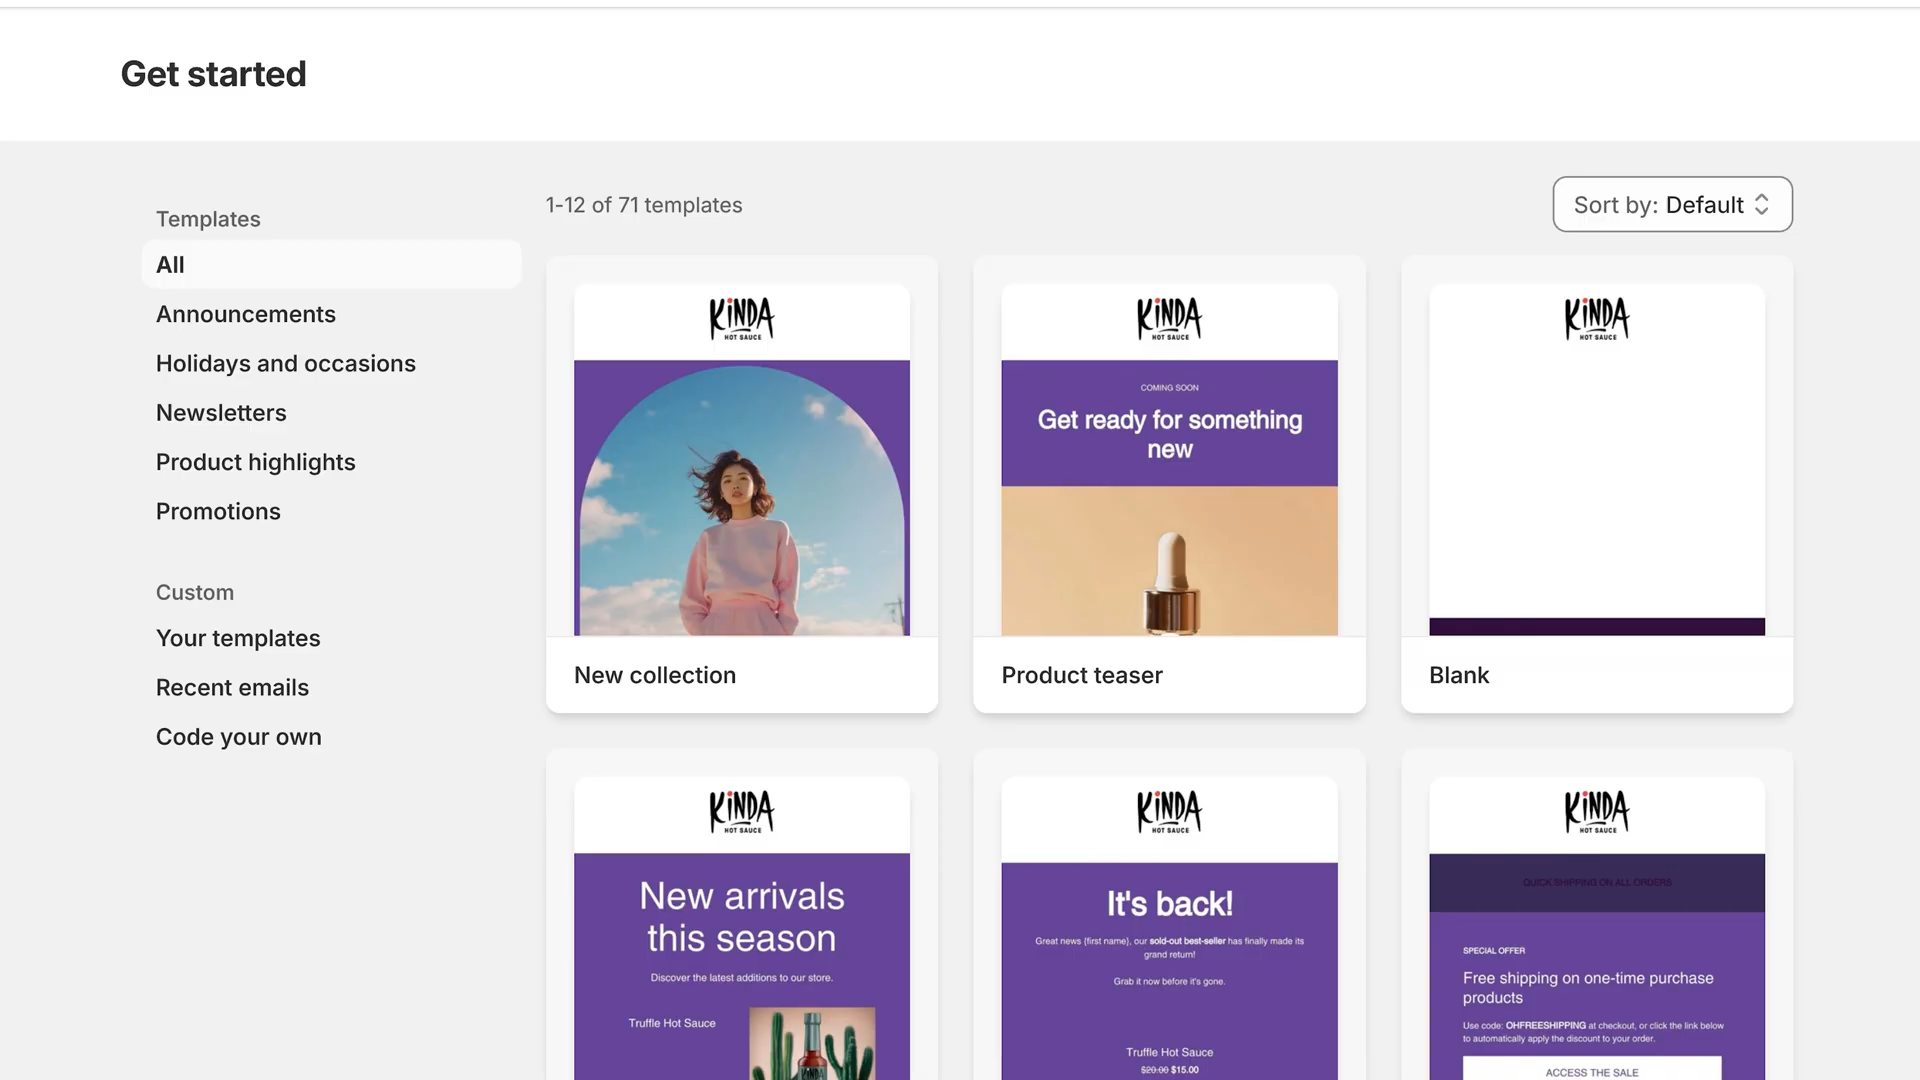 Get started
Templates
All
Announcements
Holidays and occasions
Newsletters
Product highlights
Promotions
Custom
Your templates
Recent emails
Code your own
1-12 of 71 templates
Sort by: Default
KiNDA
HOT SAUCE
New collection
KiNDA
HOT SAUCE
COMING SOON
Get ready for something
new
Product teaser
KiNDA
HOT SAUCE
Blank
KiNDA
HOT SAUCE
New arrivals
this season
Discover the latest additions to our store.
Truffle Hot Sauce
KiNDA
KiNDA
HOT SAUCE
It's back!
Great news {first name}, our sold-out best-seller has finally made its
grand return!
Grab it now before it's gone.
Truffle Hot Sauce
$20.00 $15.00
KiNDA
HOT SAUCE
QUICK SHIPPING ON ALL ORDERS
SPECIAL OFFER
Free shipping on one-time purchase
products
Use code: OHFREESHIPPING at checkout, or click the link below
to automatically apply the discount to your order.
ACCESS THE SALE